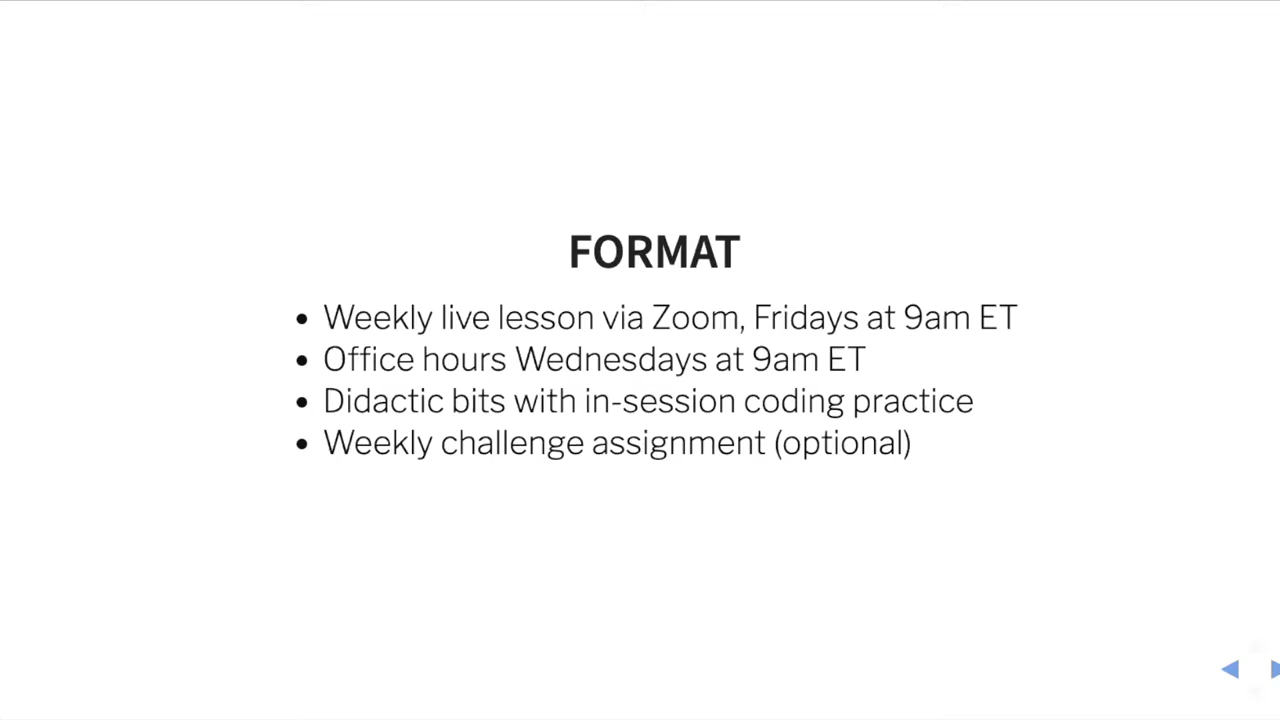 FORMAT
• Weekly live lesson via Zoom, Fridays at 9am ET
• Office hours Wednesdays at 9am ET
• Didactic bits with in-session coding practice
• Weekly challenge assignment (optional)